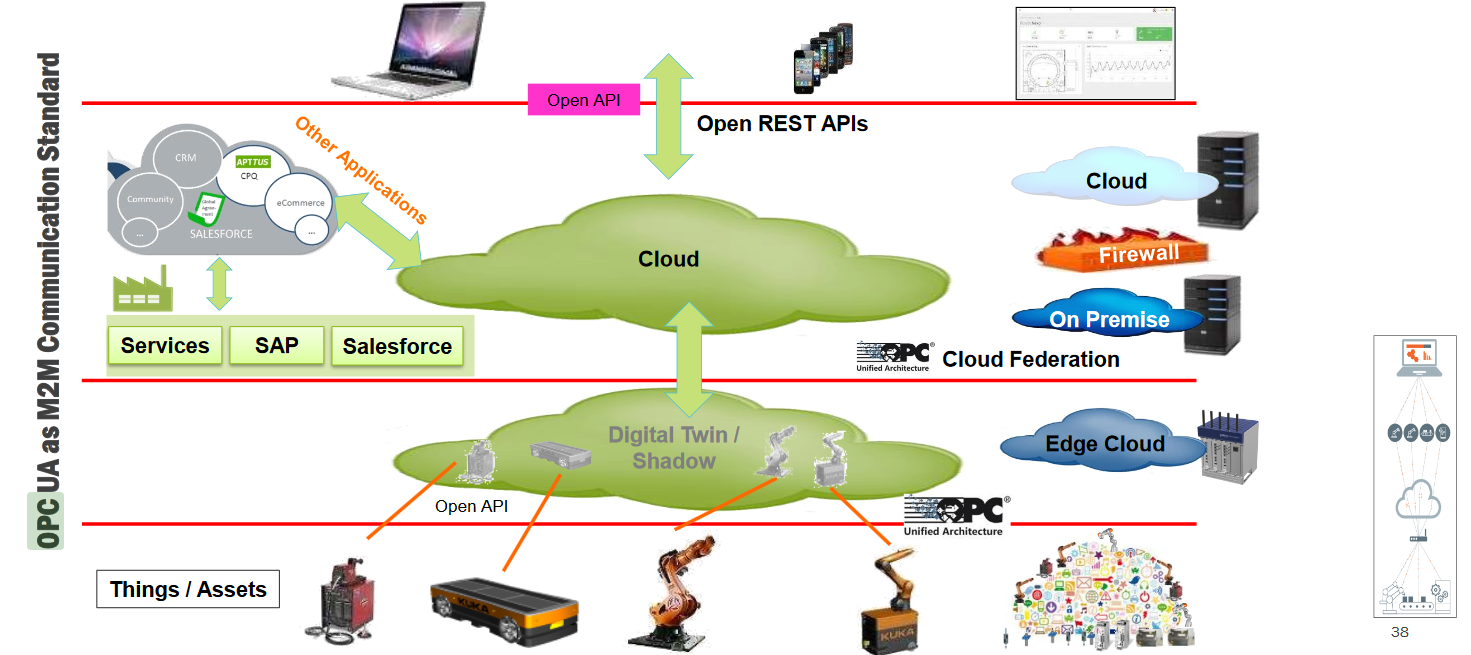 OPC UA as M2M Communication Standard
Open API
Open REST APIs
Other Applications
CRM
APTTUS
CPQ
Community
Global
Agree-
ment
eCommerce
...
...
SALESFORCE
Cloud
Cloud
Firewall
On Premise
Services
SAP
Salesforce
OPC®
Unified Architecture
Cloud Federation
Digital Twin /
Shadow
Edge Cloud
Open API
OPC®
Unified Architecture
Things / Assets
KUKA
KUKA
38